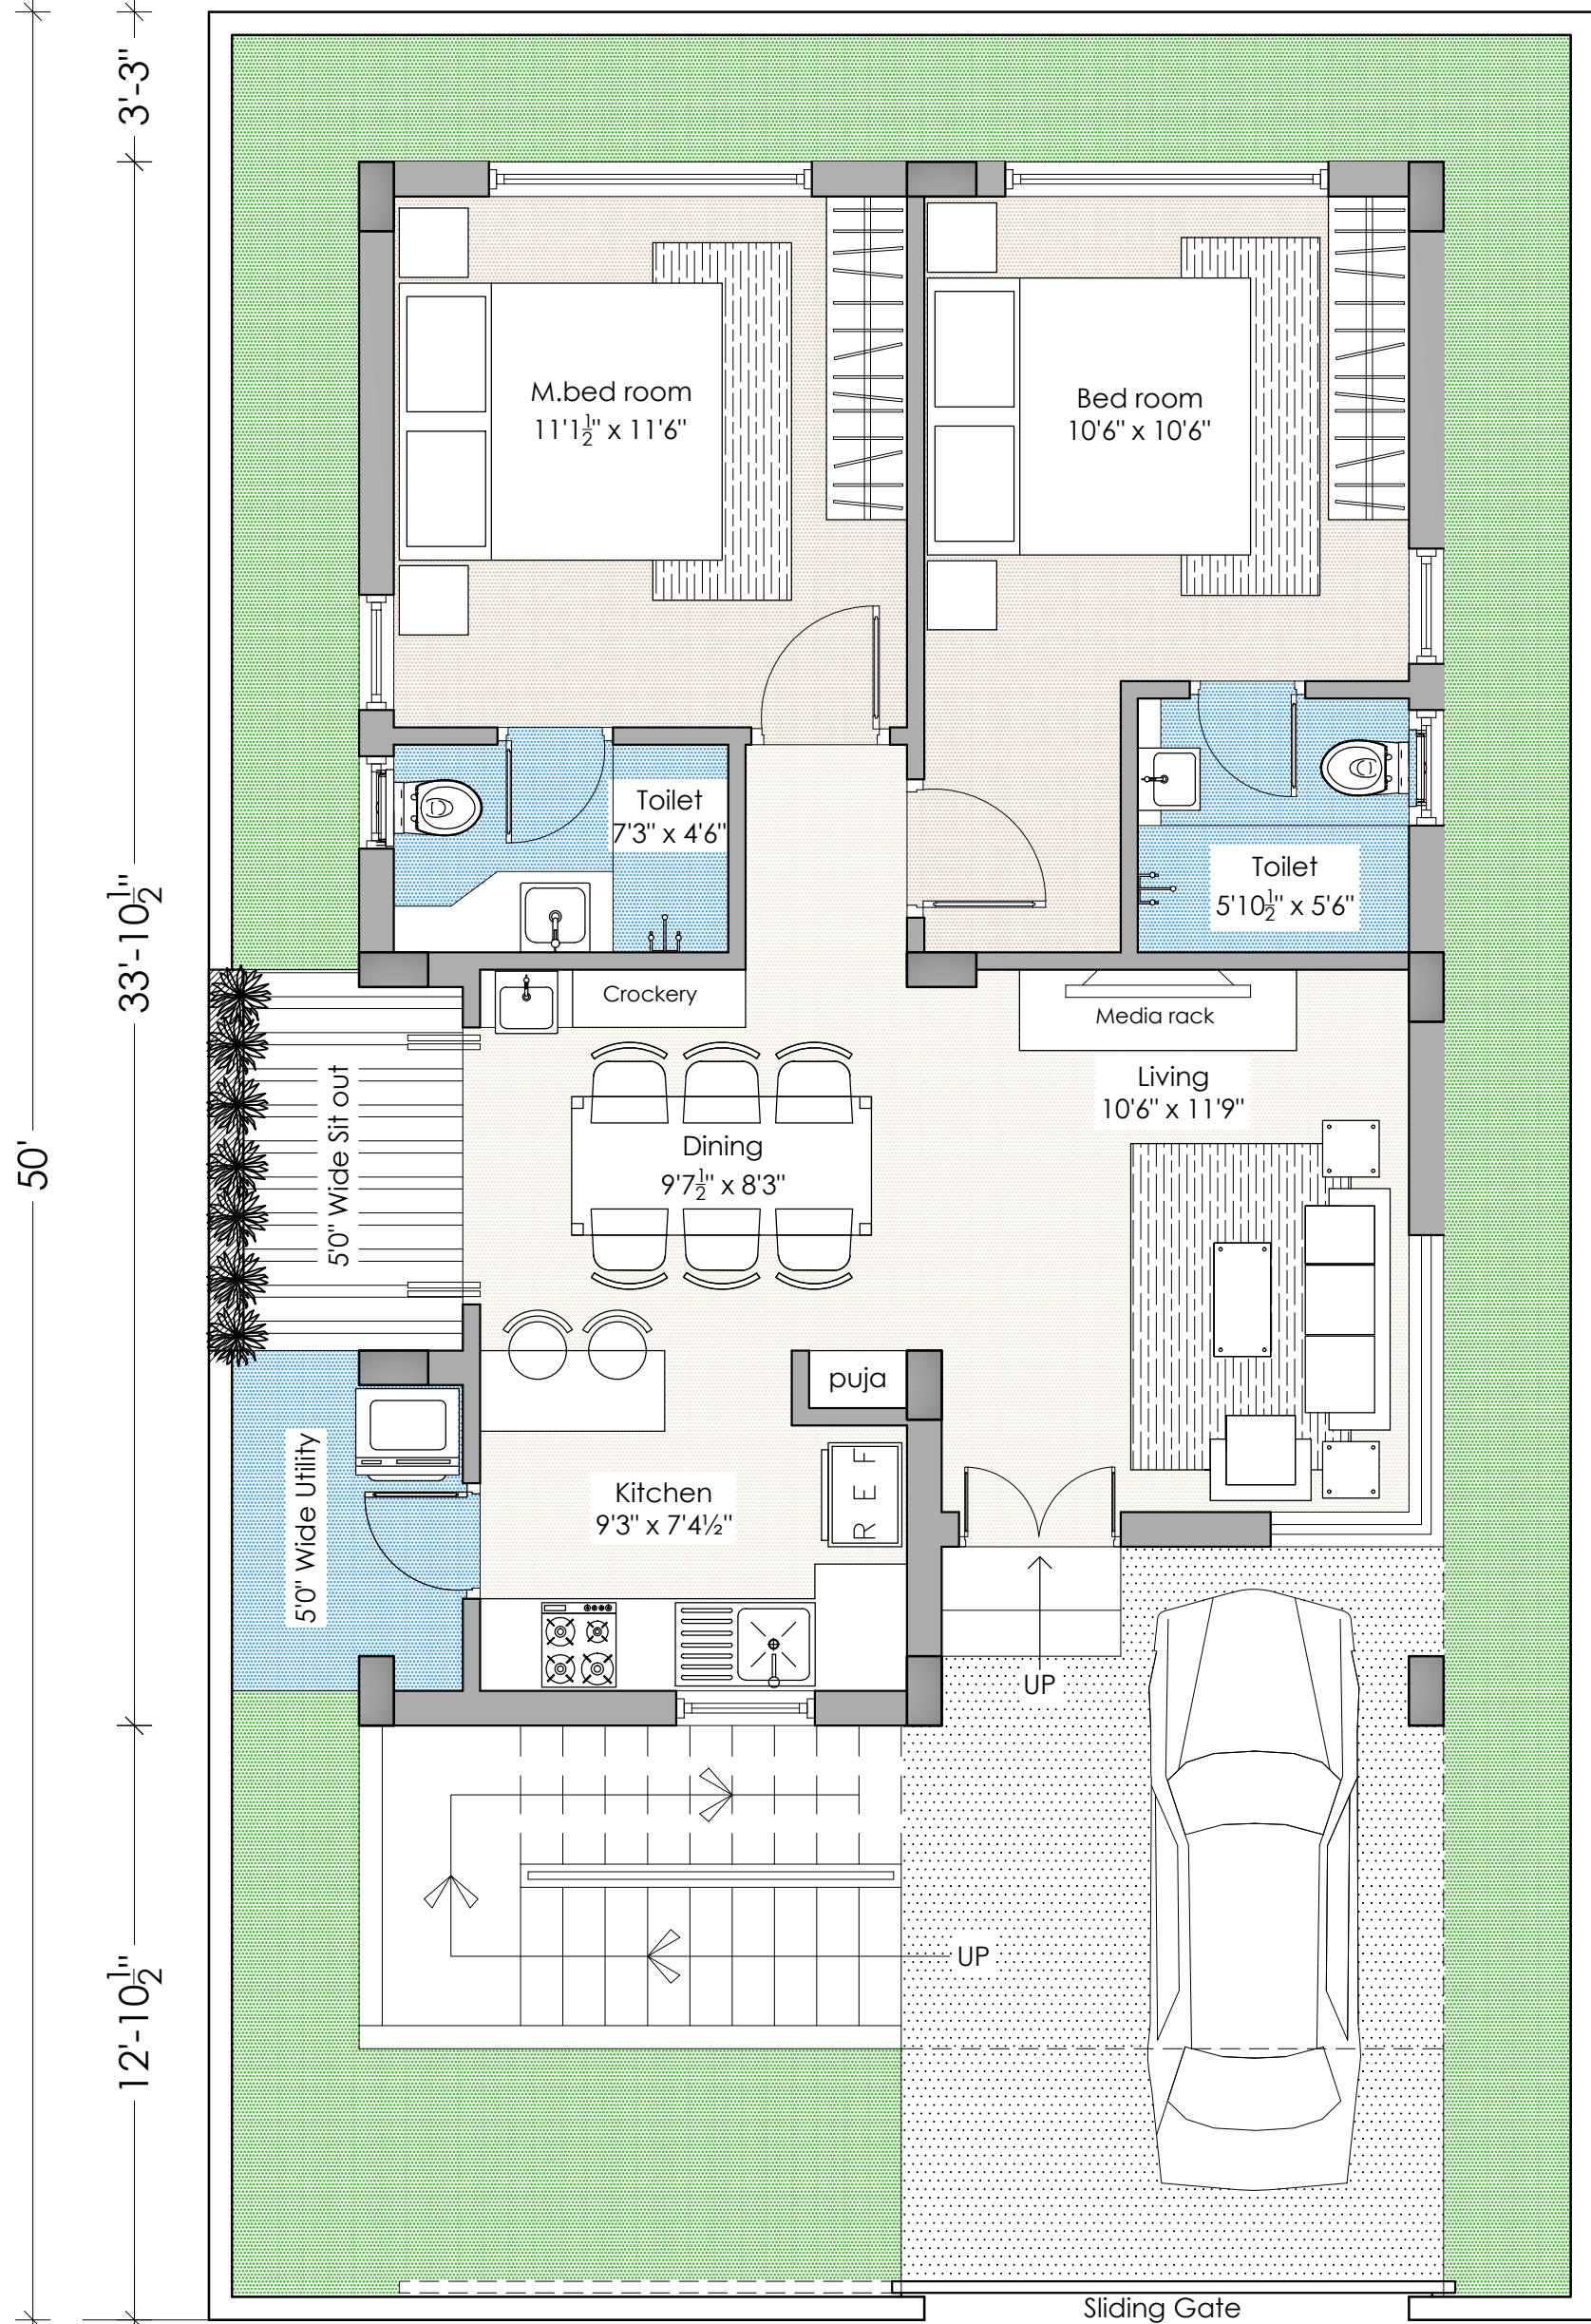 3'-3"
M.bed room
11'1½" x 11'6"
Bed room
10'6" x 10'6"
Toilet
7'3" x 4'6"
Toilet
5'10½" x 5'6"
33'-10½"
Crockery
Media rack
Living
10'6" x 11'9"
50'
5'0" Wide Sit out
Dining
9'7½" x 8'3"
puja
5'0" Wide Utility
Kitchen
9'3" x 7'4½"
REF
UP
UP
12'-10½"
Sliding Gate